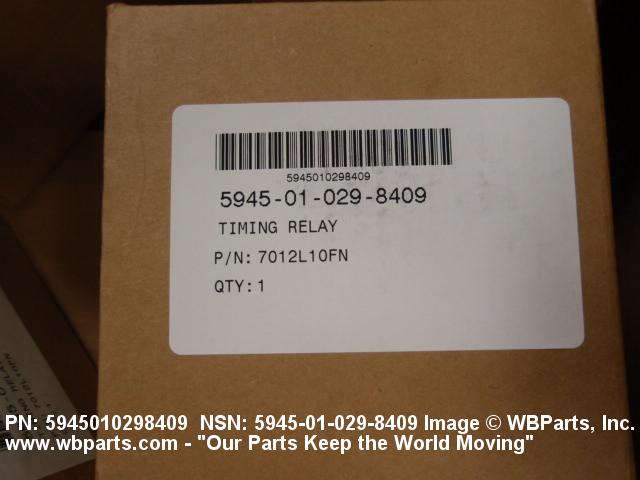 5945010298409
5945-01-029-8409
TIMING RELAY
P/N: 7012L10FN
QTY: 1
PN: 5945010298409 NSN: 5945-01-029-8409 Image © WBParts, Inc.
www.wbparts.com - "Our Parts Keep the World Moving"